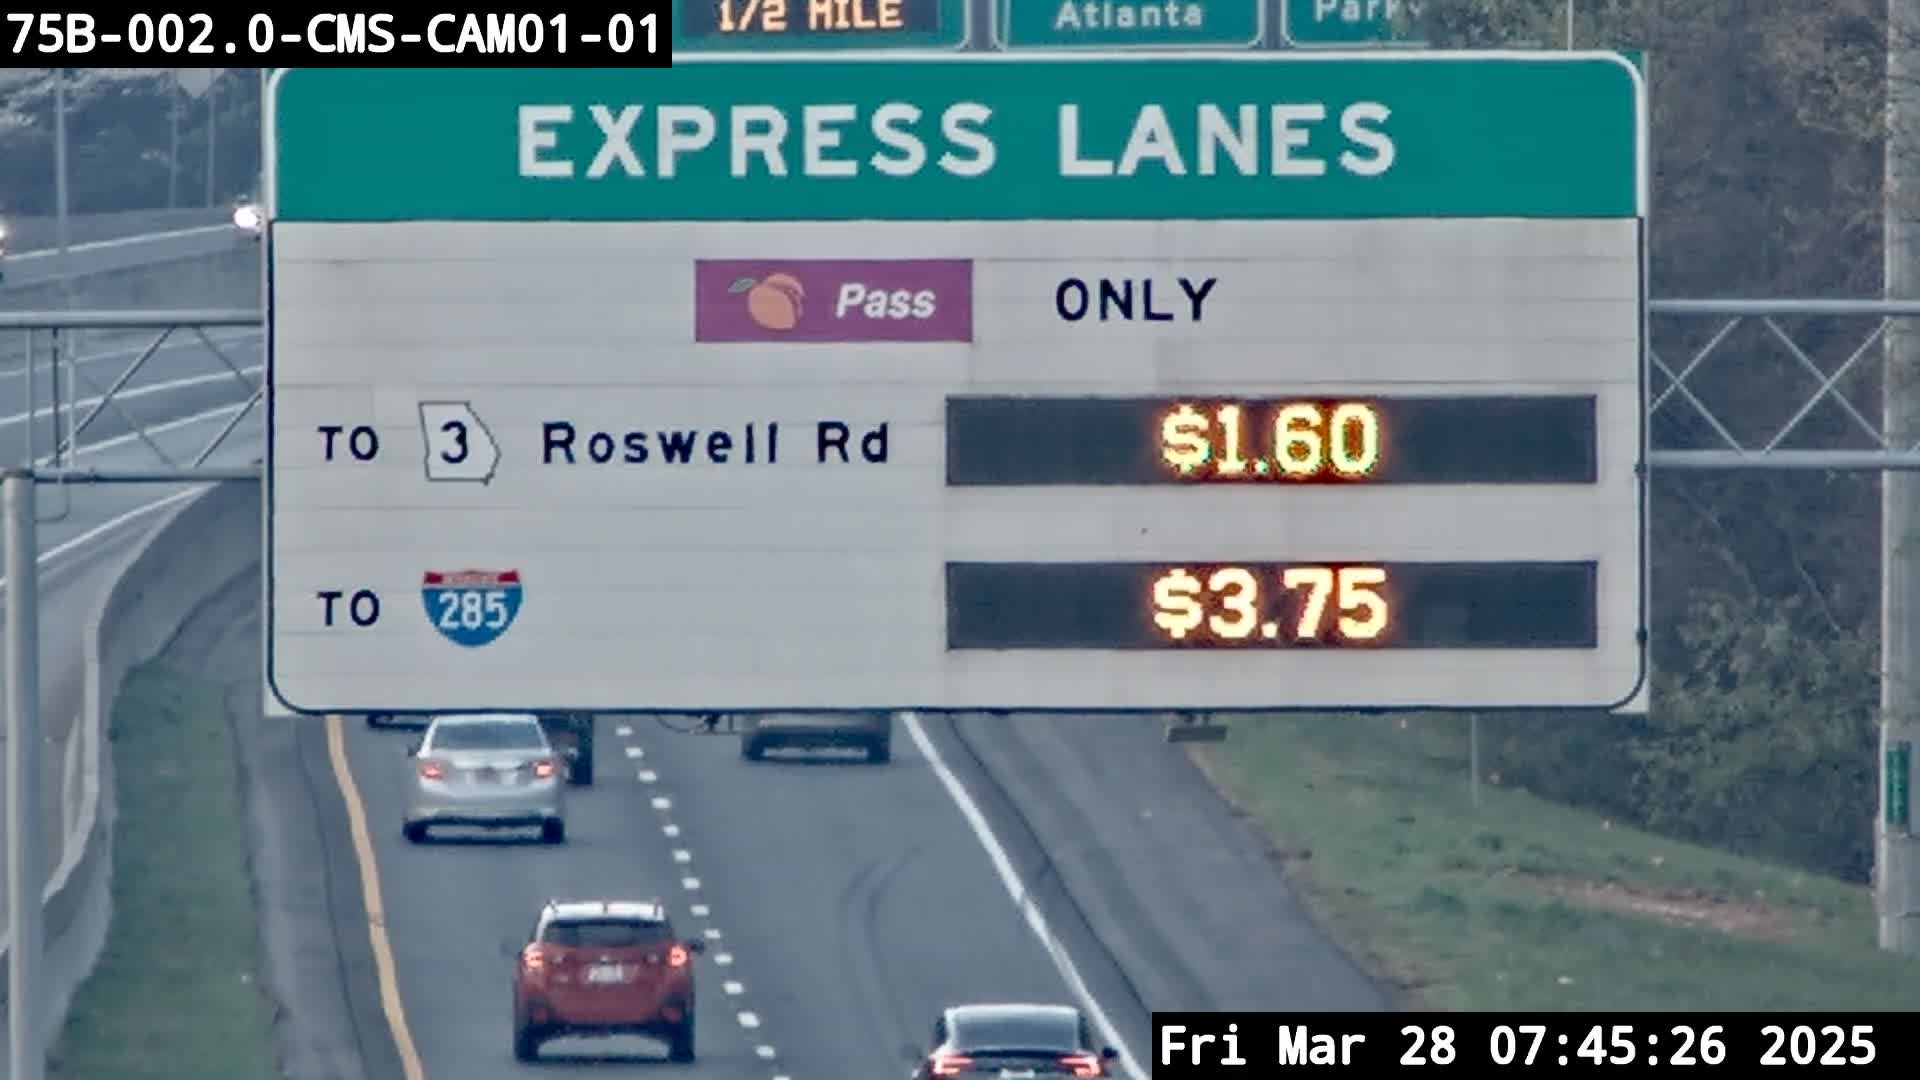 75B-002.0-CMS-CAM01-01
1/2 MILE
Atlanta
EXPRESS LANES
Pass ONLY
TO 3 Roswell Rd $1.60
TO 285 $3.75
Fri Mar 28 07:45:26 2025